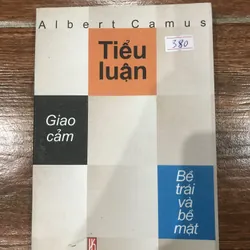 Albert Camus
Tiểu
luận
380
Giao
cảm
Bề
trái
và bề
mặt